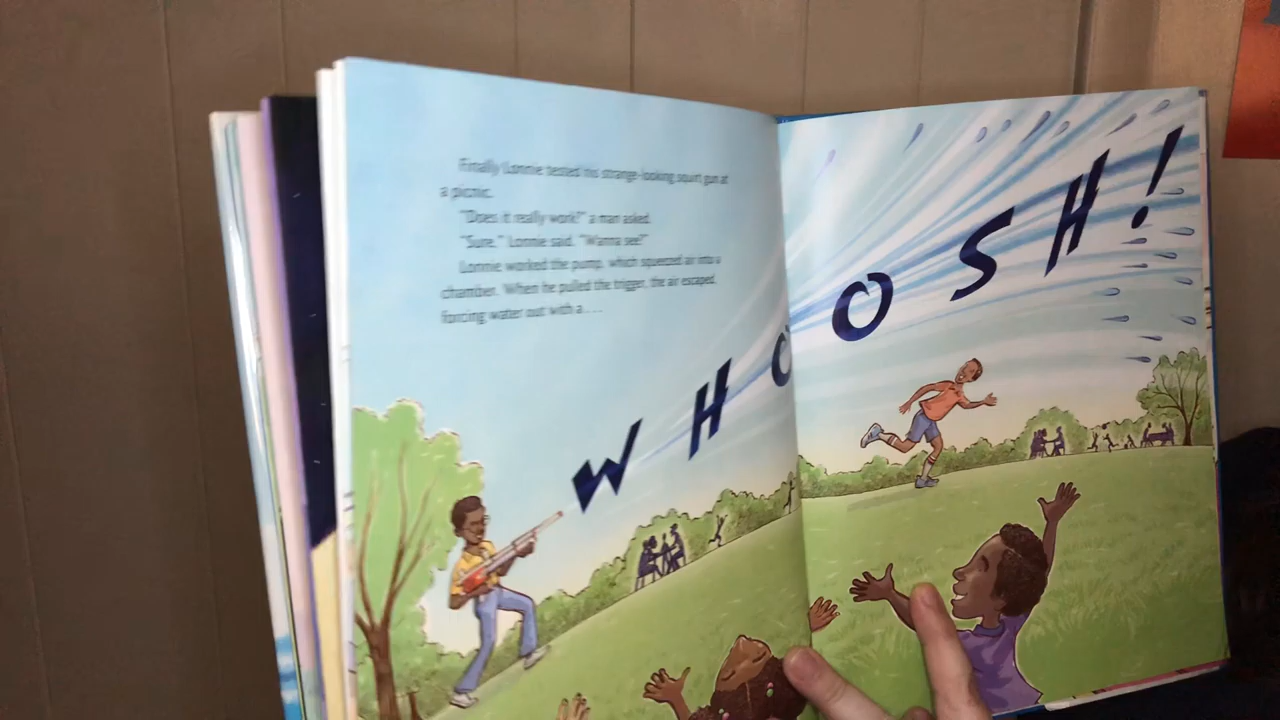 Finally Lonnie tested his strange-looking squirt gun at
a picnic.
"Does it really work?" a man asked.
"Sure," Lonnie said. "Wanna see?"
Lonnie worked the pump, which squeezed air into a
chamber. When he pulled the trigger, the air escaped,
forcing water out with a . . .
WHOOSH!